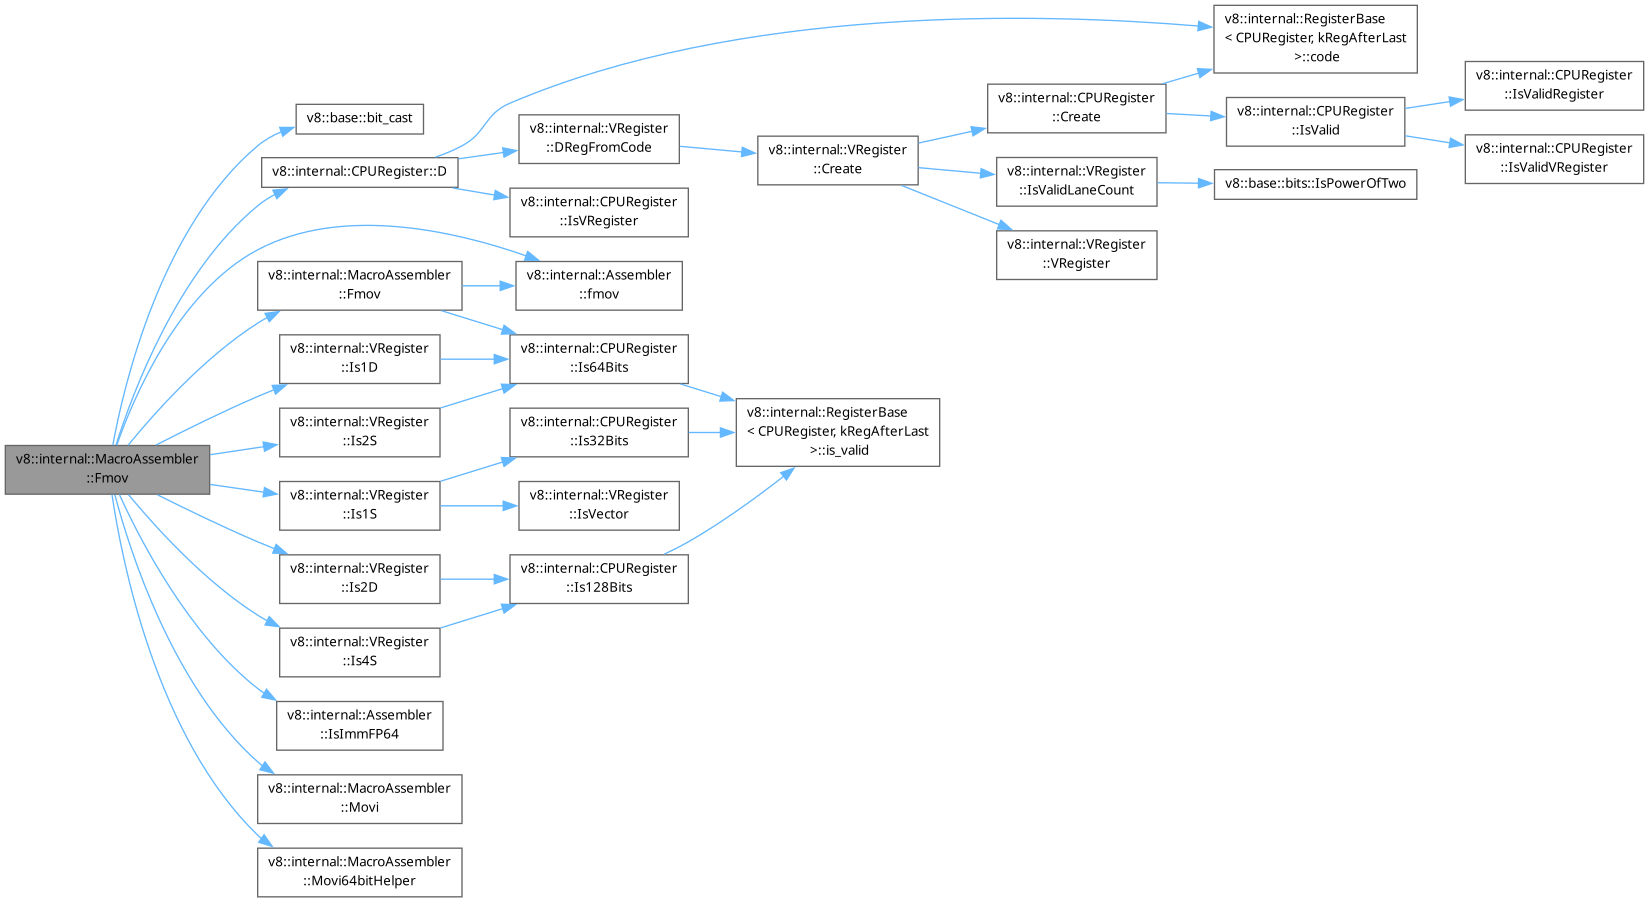 v8::internal::MacroAssembler
::Fmov
v8::base::bit_cast
v8::internal::CPURegister::D
v8::internal::MacroAssembler
::Fmov
v8::internal::VRegister
::Is1D
v8::internal::VRegister
::Is2S
v8::internal::VRegister
::Is1S
v8::internal::VRegister
::Is2D
v8::internal::VRegister
::Is4S
v8::internal::Assembler
::IsImmFP64
v8::internal::MacroAssembler
::Movi
v8::internal::MacroAssembler
::Movi64bitHelper
v8::internal::VRegister
::DRegFromCode
v8::internal::CPURegister
::IsVRegister
v8::internal::Assembler
::fmov
v8::internal::CPURegister
::Is64Bits
v8::internal::CPURegister
::Is32Bits
v8::internal::VRegister
::IsVector
v8::internal::CPURegister
::Is128Bits
v8::internal::VRegister
::Create
v8::internal::RegisterBase
< CPURegister, kRegAfterLast
>::is_valid
v8::internal::CPURegister
::Create
v8::internal::VRegister
::IsValidLaneCount
v8::internal::VRegister
::VRegister
v8::internal::RegisterBase
< CPURegister, kRegAfterLast
>::code
v8::internal::CPURegister
::IsValid
v8::base::bits::IsPowerOfTwo
v8::internal::CPURegister
::IsValidRegister
v8::internal::CPURegister
::IsValidVRegister